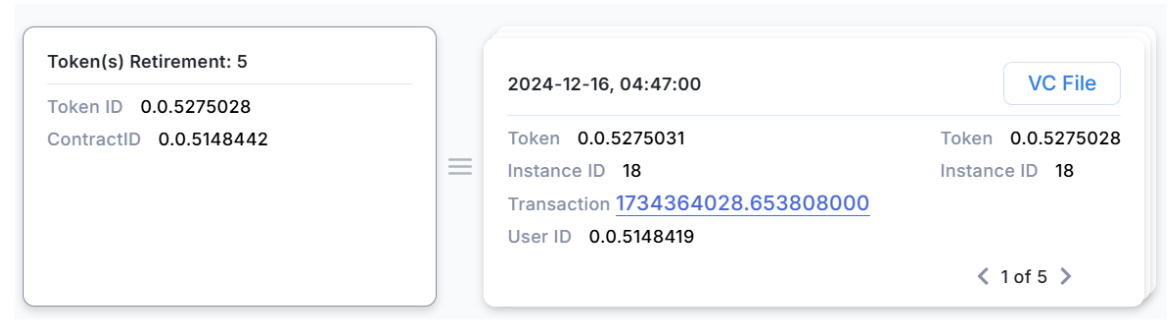 Token(s) Retirement: 5
Token ID 0.0.5275028
ContractID 0.0.5148442
2024-12-16, 04:47:00
VC File
Token 0.0.5275031
Token 0.0.5275028
Instance ID 18
Instance ID 18
Transaction 1734364028.653808000
User ID 0.0.5148419
1 of 5